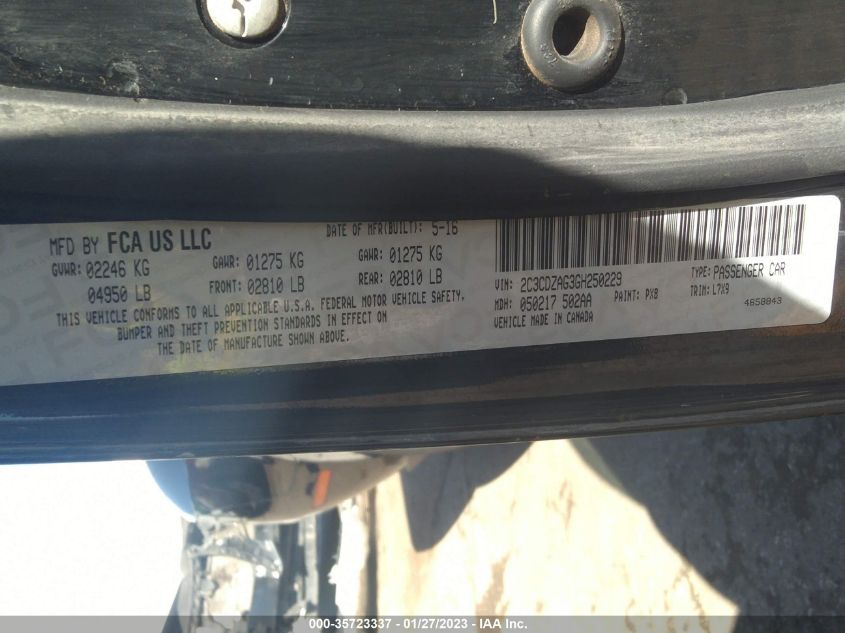 MFD BY FCA US LLC
DATE OF MFR(BUILT): 5-16
GVWR: 02246 KG GAWR: 01275 KG GAWR: 01275 KG
04950 LB FRONT: 02810 LB REAR: 02810 LB
THIS VEHICLE CONFORMS TO ALL APPLICABLE U.S.A. FEDERAL MOTOR VEHICLE SAFETY,
BUMPER AND THEFT PREVENTION STANDARDS IN EFFECT ON
THE DATE OF MANUFACTURE SHOWN ABOVE.
VIN: 2C3CDZAG3GH250229 TYPE: PASSENGER CAR
MDH: 050217 502AA PAINT: PX8 TRIM: L7X9
VEHICLE MADE IN CANADA 4658043
000-35723337 - 01/27/2023 - IAA Inc.